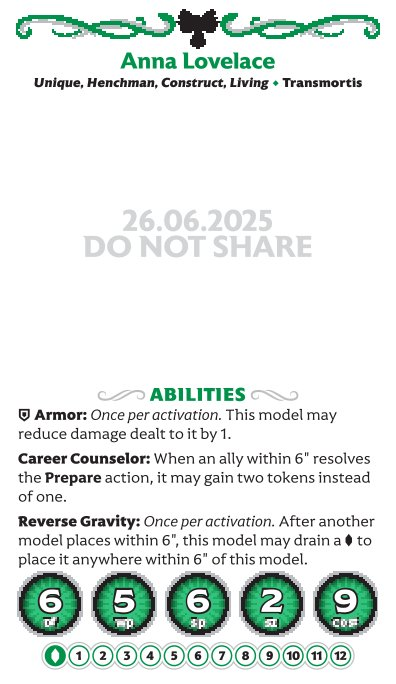 Anna Lovelace
Unique, Henchman, Construct, Living ⬥ Transmortis
26.06.2025
DO NOT SHARE
ABILITIES
Armor: Once per activation. This model may
reduce damage dealt to it by 1.
Career Counselor: When an ally within 6" resolves
the Prepare action, it may gain two tokens instead
of one.
Reverse Gravity: Once per activation. After another
model places within 6", this model may drain a ⬧ to
place it anywhere within 6" of this model.
6 5 6 2 9
df wp sp sz cost
1 2 3 4 5 6 7 8 9 10 11 12